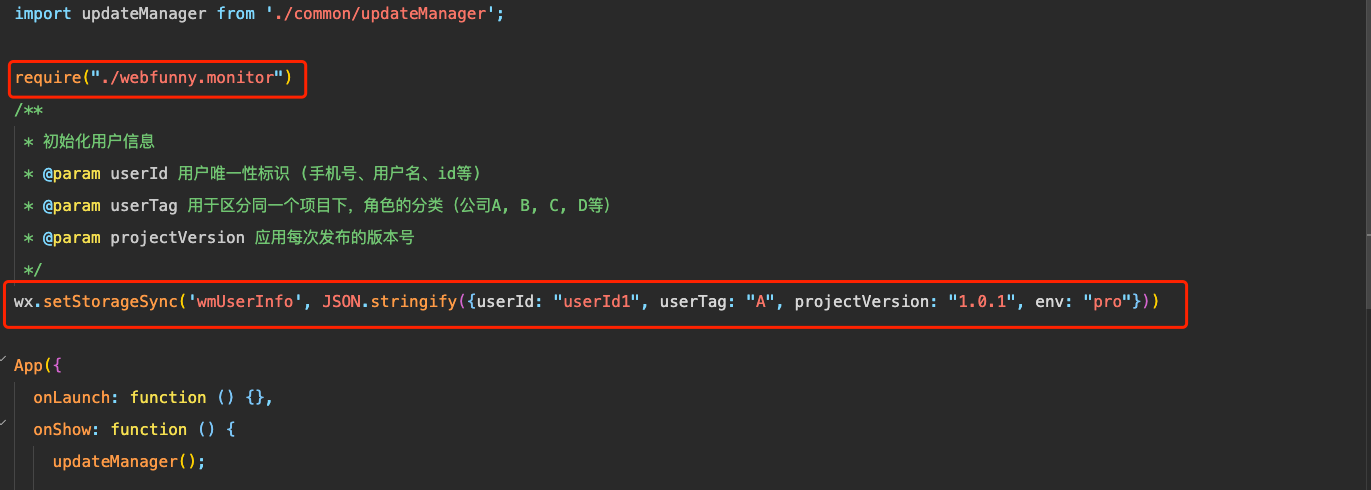 import updateManager from './common/updateManager';
require("./webfunny.monitor")
/**
* 初始化用户信息
* @param userId 用户唯一性标识 (手机号、用户名、id等)
* @param userTag 用于区分同一个项目下，角色的分类（公司A, B, C, D等）
* @param projectVersion 应用每次发布的版本号
*/
wx.setStorageSync('wmUserInfo', JSON.stringify({userId: "userId1", userTag: "A", projectVersion: "1.0.1", env: "pro"}))
App({
onLaunch: function () {},
onShow: function () {
updateManager();